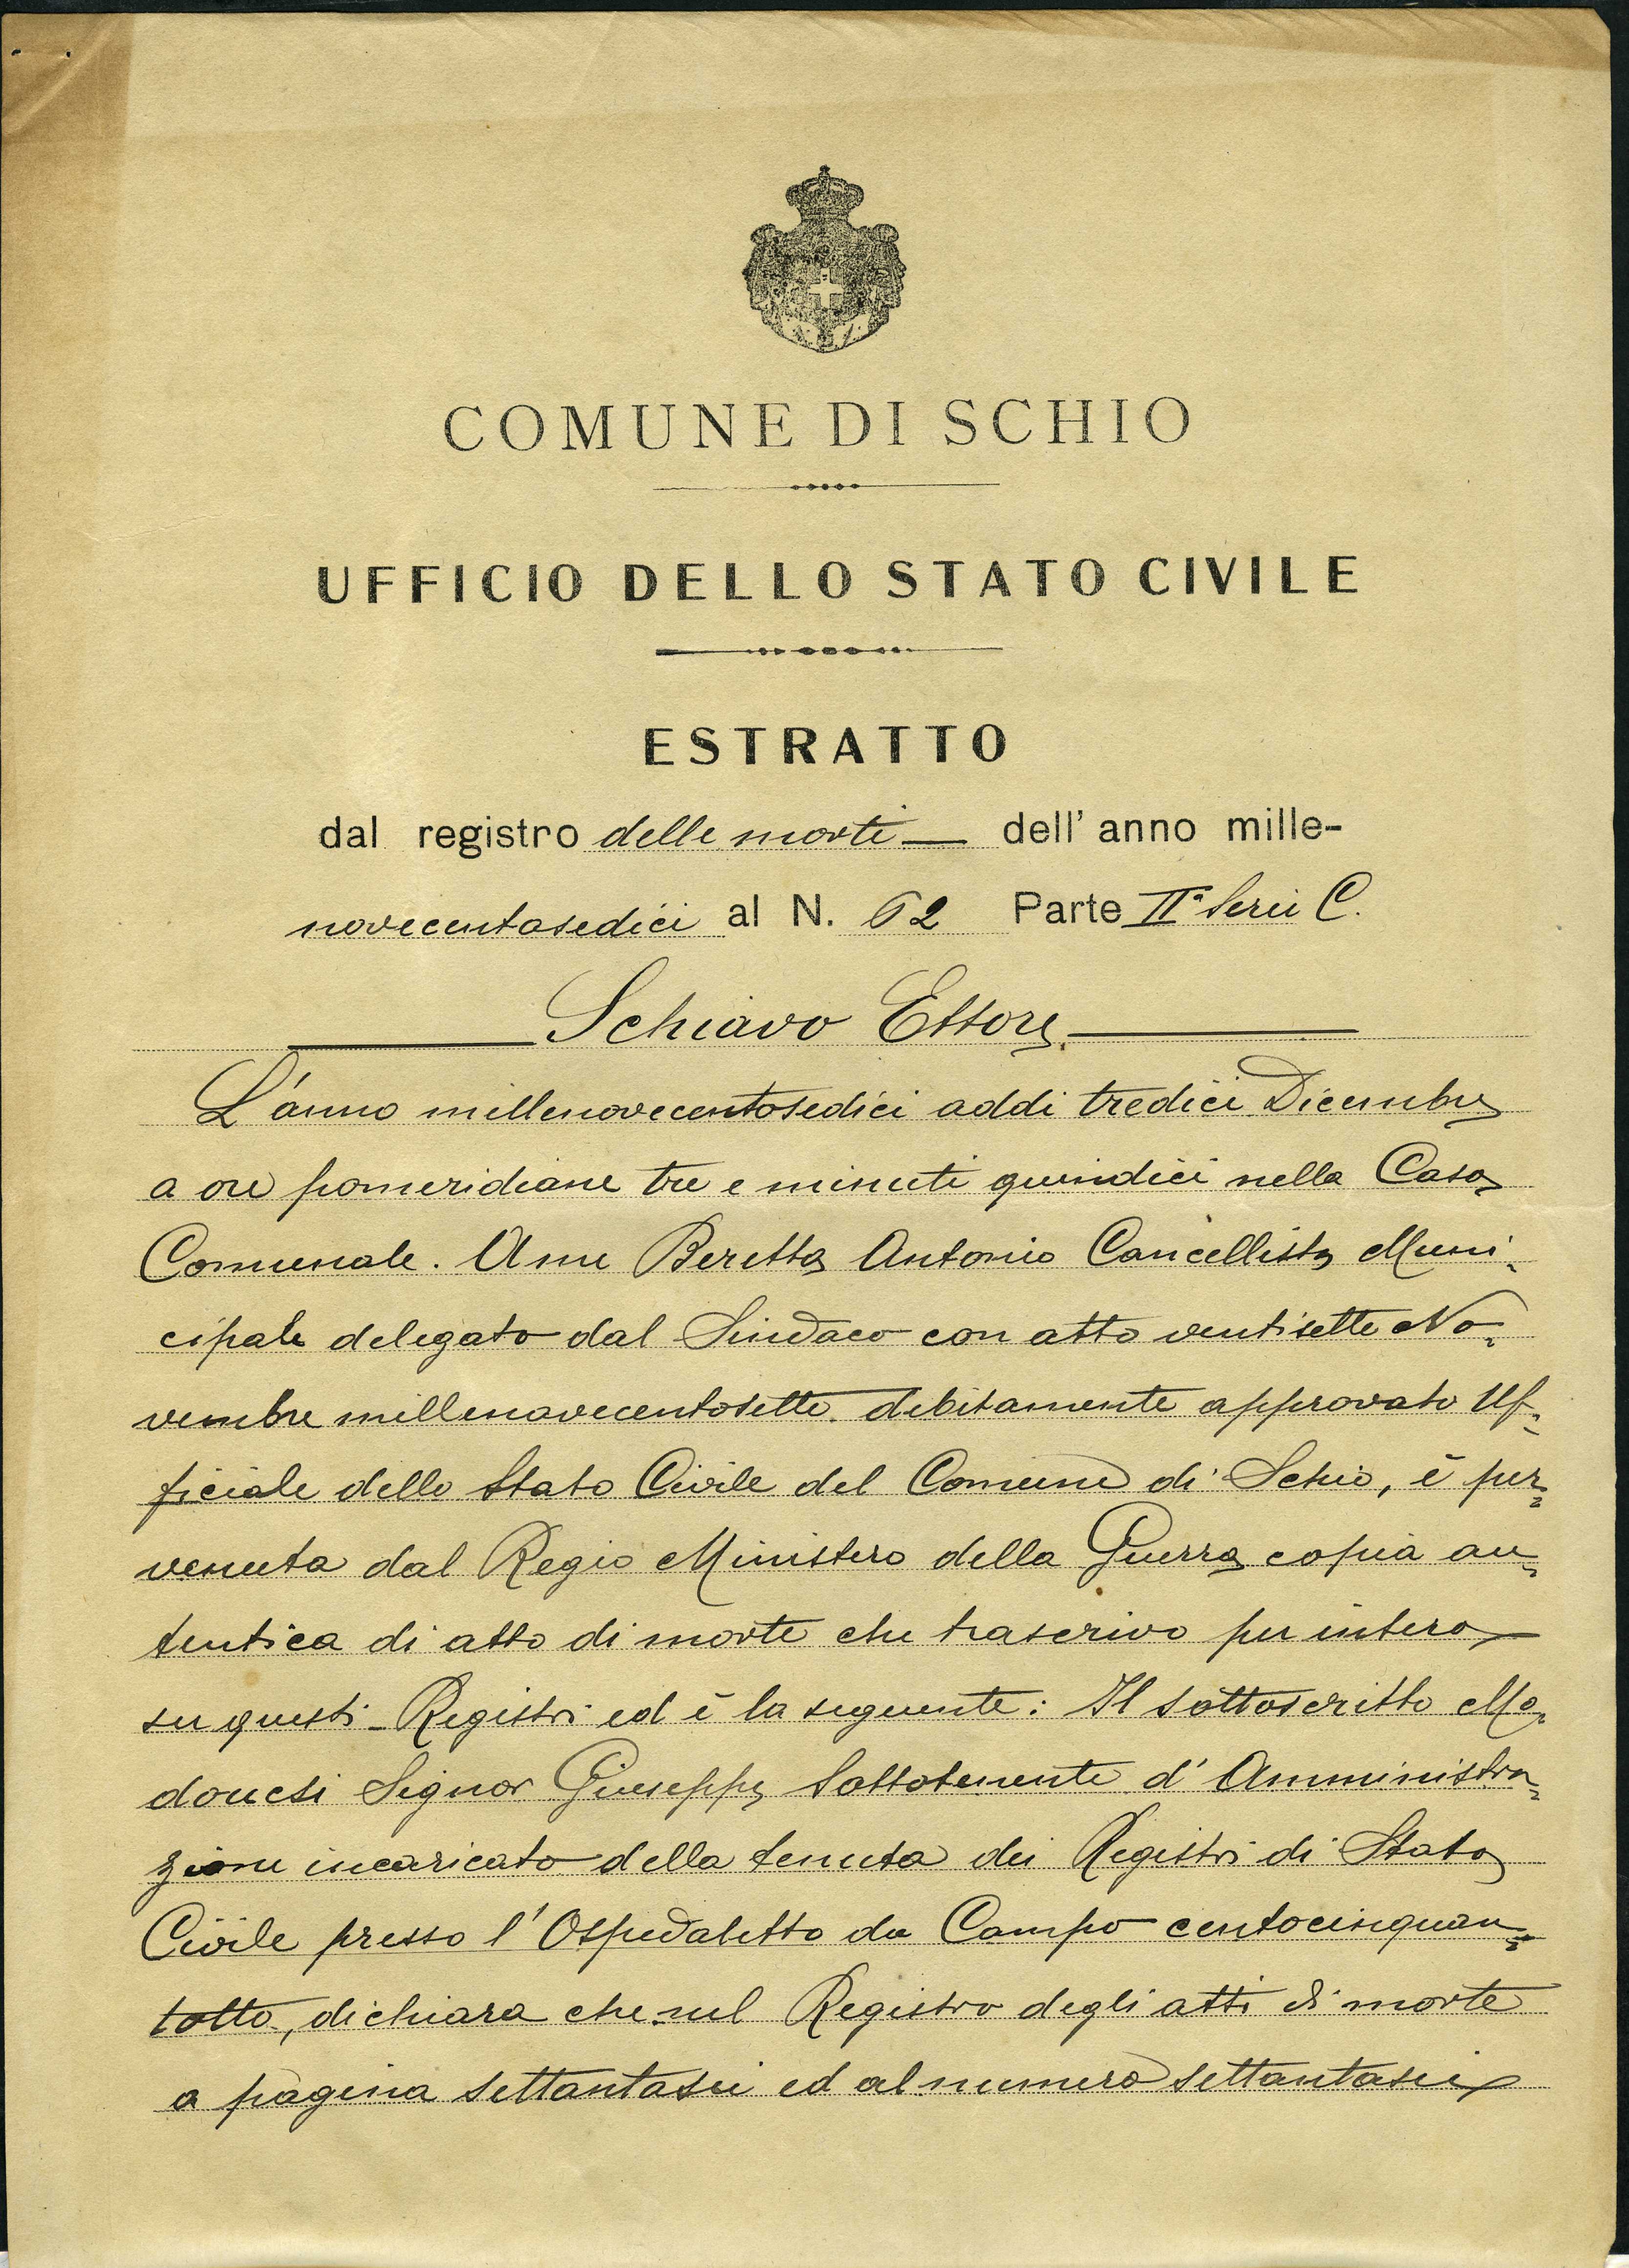 COMUNE DI SCHIO
UFFICIO DELLO STATO CIVILE
ESTRATTO
dal registro delle morti dell' anno mille-
novecentosedici al N. 62 Parte IIª Serie C.
Schiavo Ettore
L'anno millenovecentosedici addi tredici Dicembre
a ore pomeridiane tre e minuti quindici nella Casa
Comunale. A me Beretta Antonio Cancellista Muni-
cipale delegato dal Sindaco con atto ventisette No-
vembre millenovecentosette debitamente approvato Uf-
ficiale dello Stato Civile del Comune di Schio, è per-
venuta dal Regio Ministero della Guerra copia au-
tentica di atto di morte che trascrivo per intero
su questi Registri ed è la seguente: Il sottoscritto
Signor Giuseppe Sottotenente d'Amministra-
zione incaricato della tenuta dei Registri di Stato
Civile presso l'Ospedaletto da Campo centocinquan-
totto, dichiara che nel Registro degli atti di morte
a pagina settantasei ed al numero settantasei